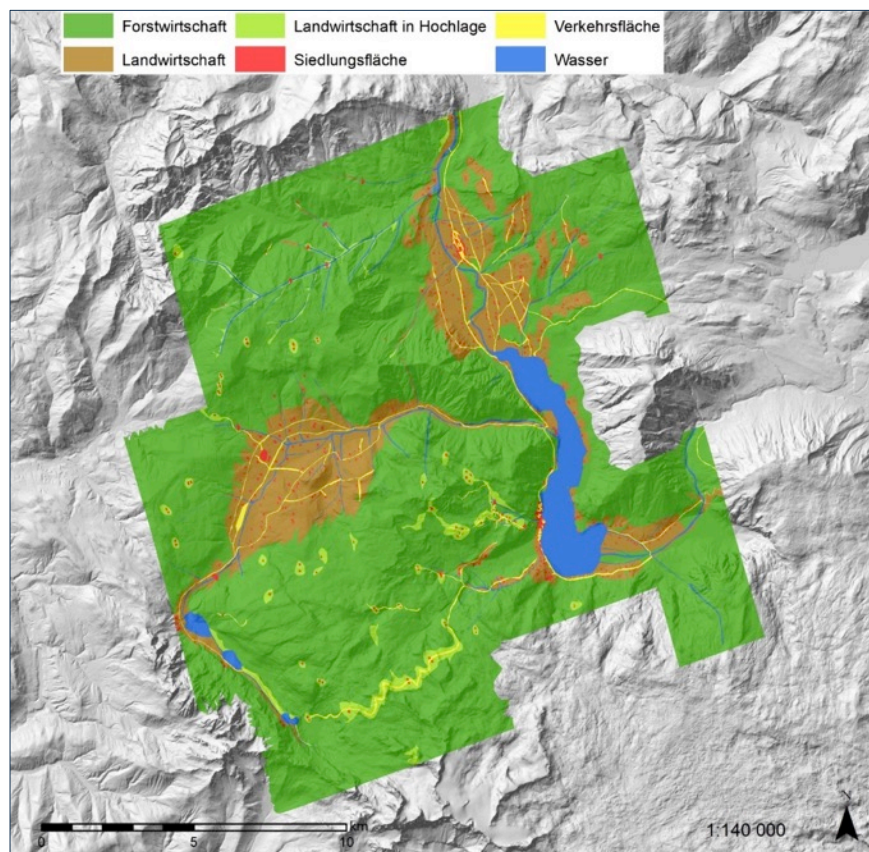 Forstwirtschaft Landwirtschaft in Hochlage Verkehrsfläche
Landwirtschaft Siedlungsfläche Wasser
N
km
0 5 10
1:140 000